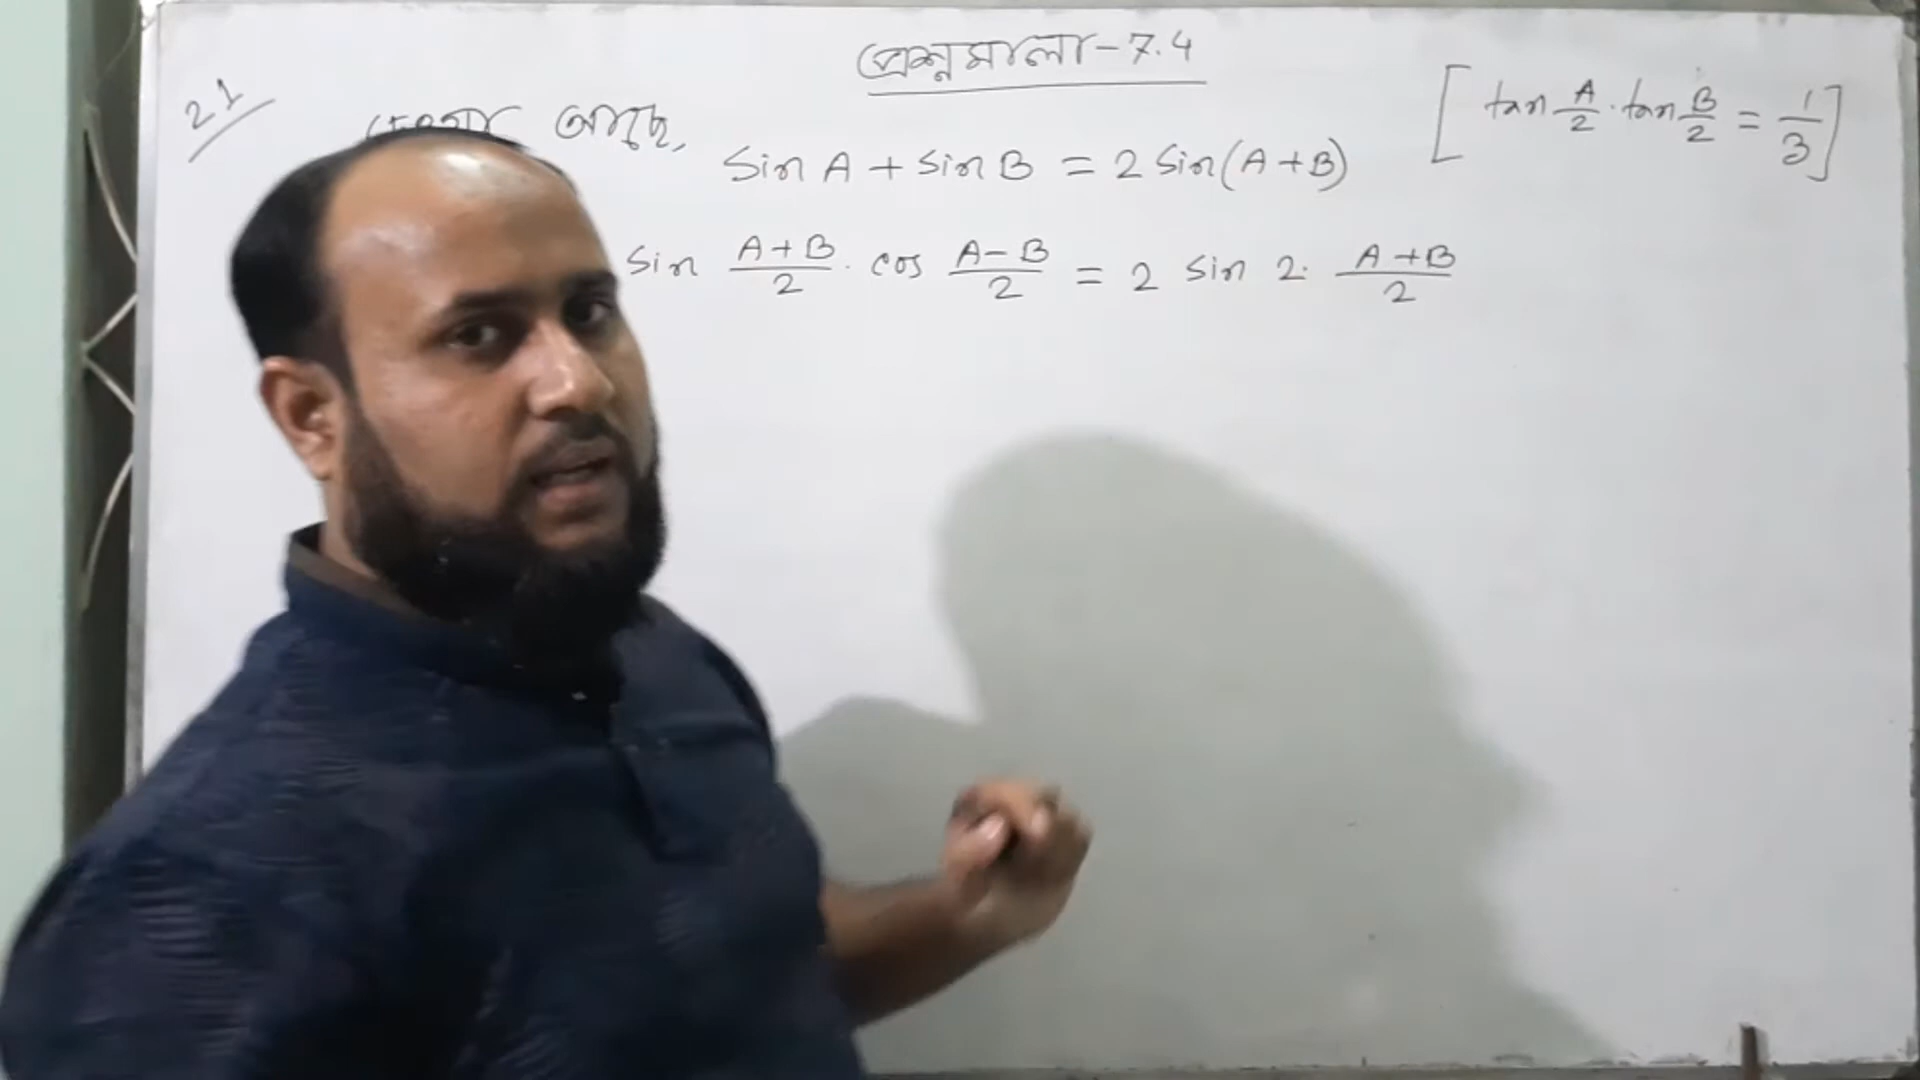 প্রশ্নমালা-7.4
21
দেওয়া আছে,
[ tan A/2 . tan B/2 = 1/3 ]
sin A + sin B = 2 sin(A+B)
sin (A+B)/2 . cos (A-B)/2 = 2 sin 2. (A+B)/2